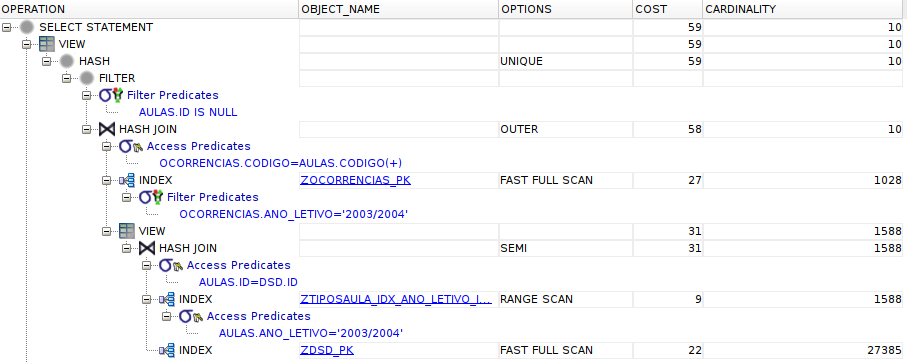 OPERATION OBJECT_NAME OPTIONS COST CARDINALITY
SELECT STATEMENT 59 10
VIEW 59 10
HASH UNIQUE 59 10
FILTER
Filter Predicates
AULAS.ID IS NULL
HASH JOIN OUTER 58 10
Access Predicates
OCORRENCIAS.CODIGO=AULAS.CODIGO(+)
INDEX ZOCORRENCIAS_PK FAST FULL SCAN 27 1028
Filter Predicates
OCORRENCIAS.ANO_LETIVO='2003/2004'
VIEW 31 1588
HASH JOIN SEMI 31 1588
Access Predicates
AULAS.ID=DSD.ID
INDEX ZTIPOSAULA_IDX_ANO_LETIVO_I... RANGE SCAN 9 1588
Access Predicates
AULAS.ANO_LETIVO='2003/2004'
INDEX ZDSD_PK FAST FULL SCAN 22 27385